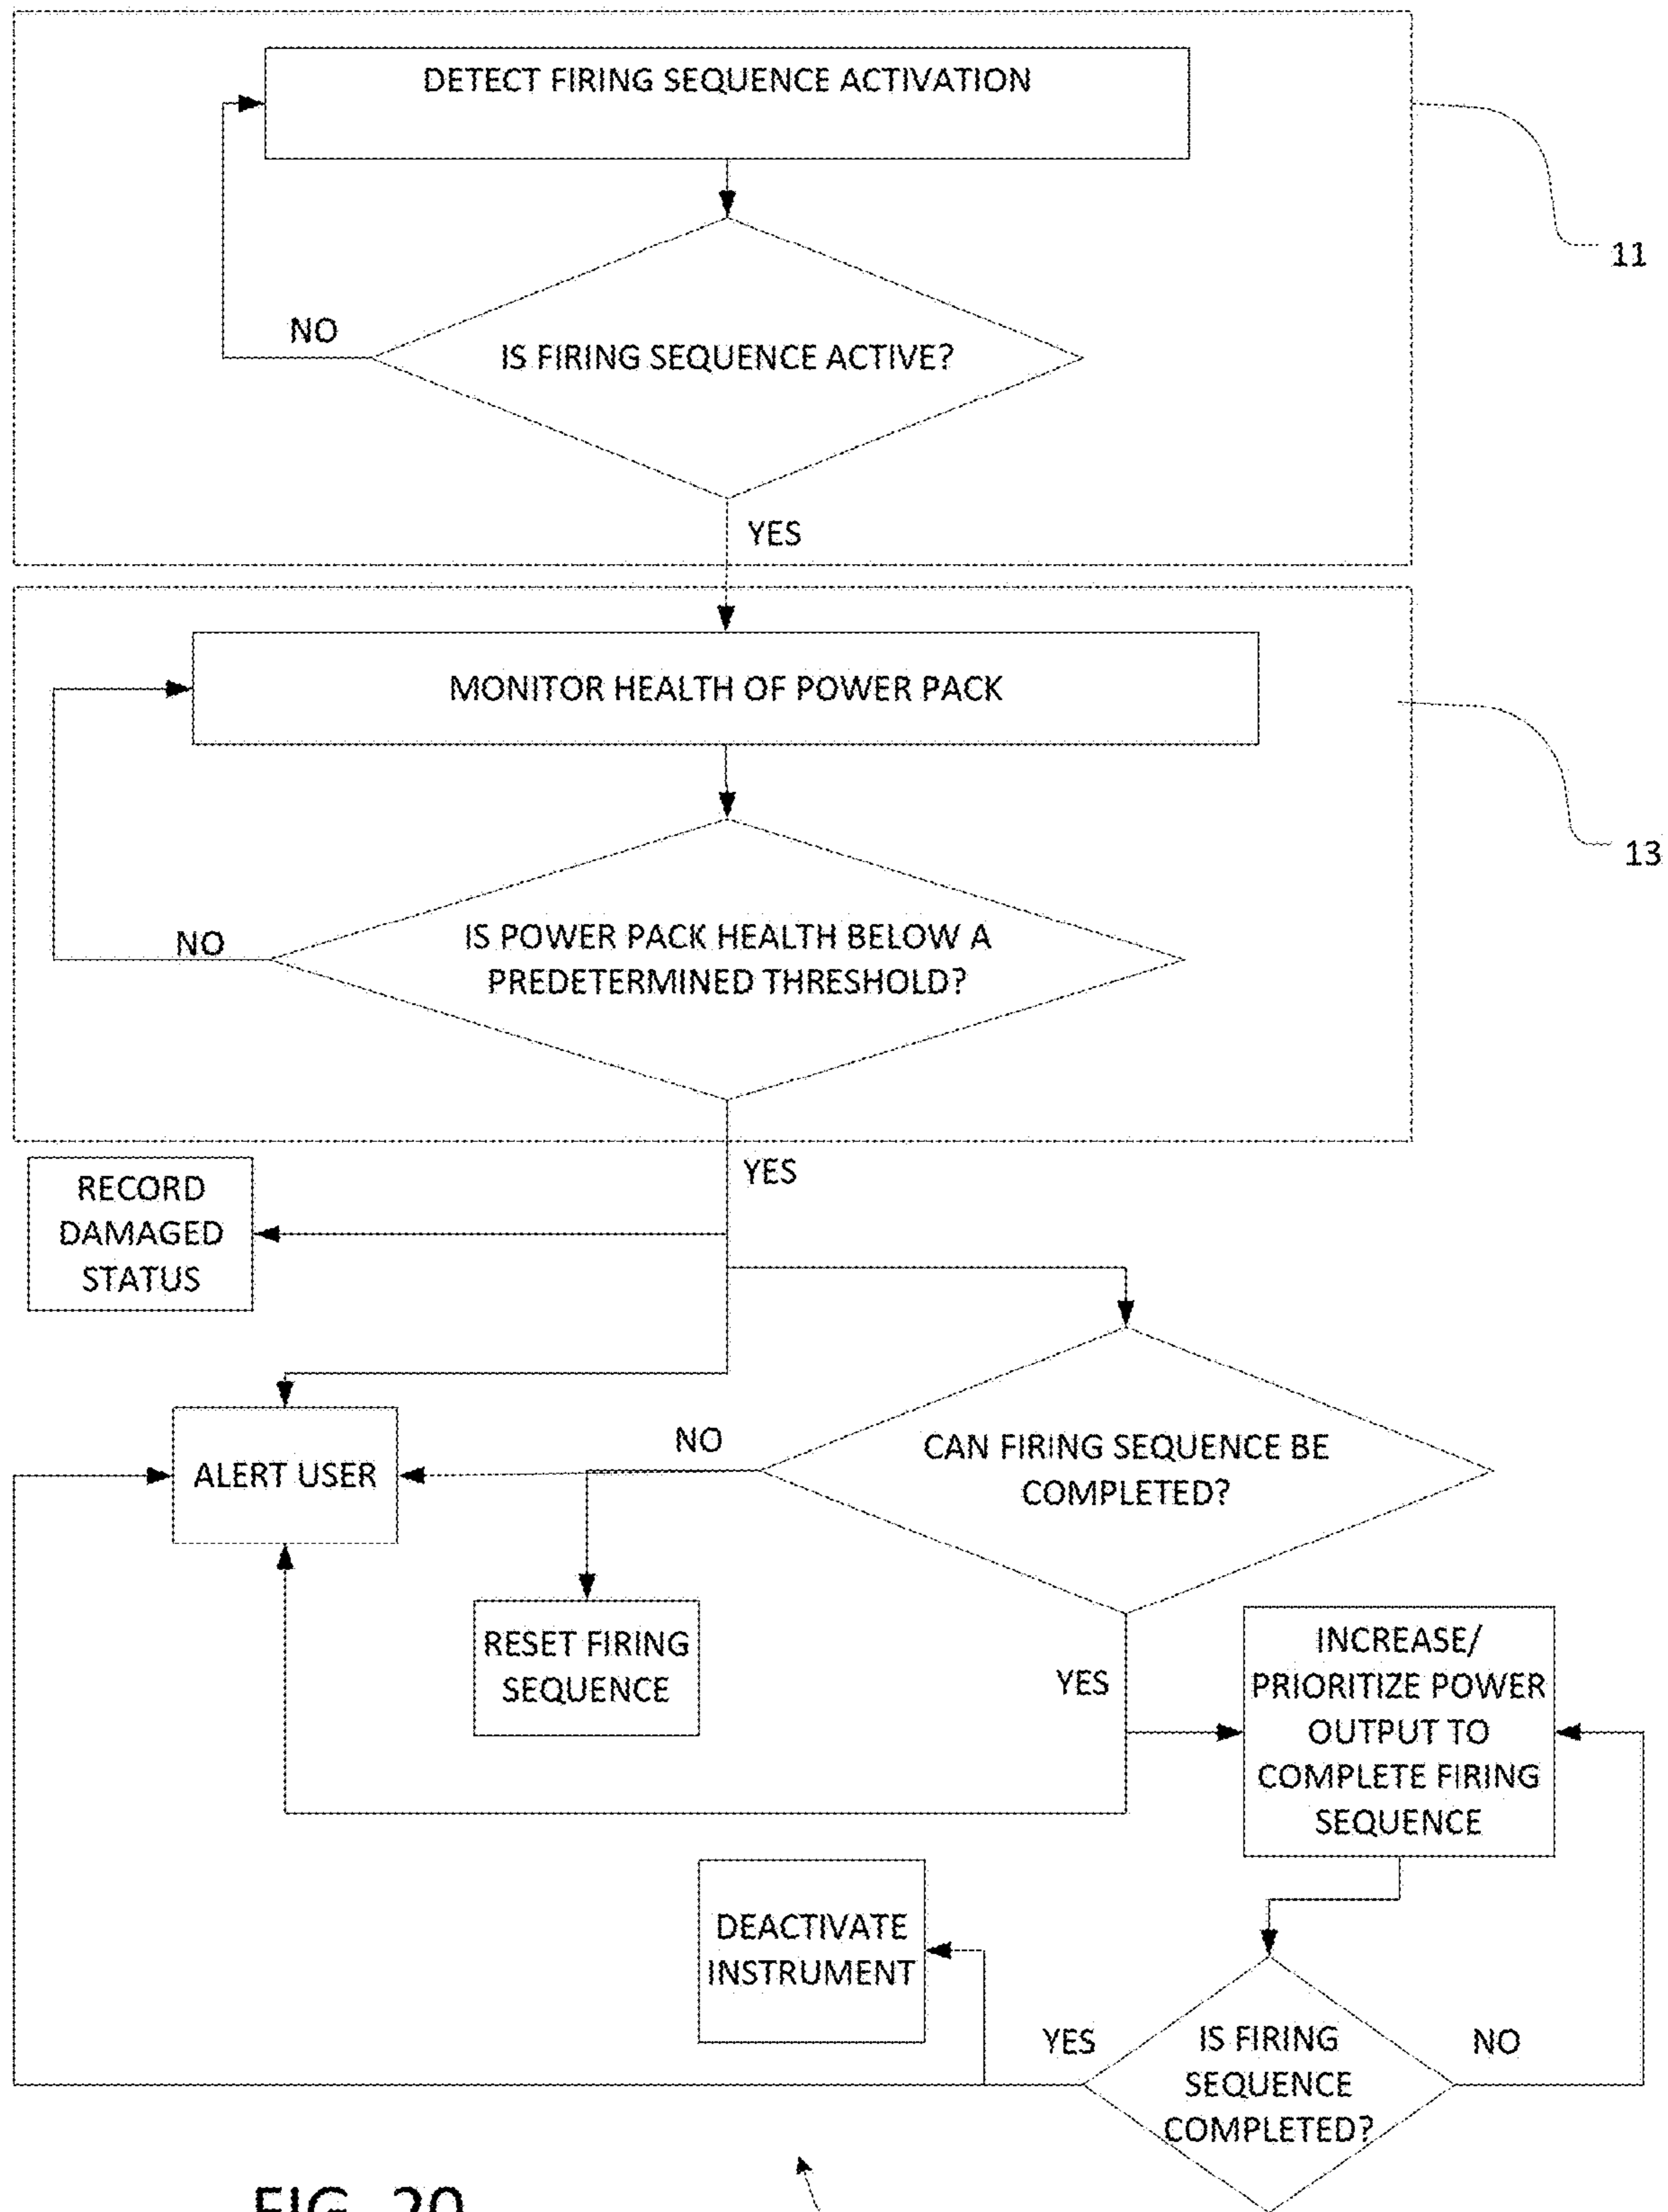 DETECT FIRING SEQUENCE ACTIVATION
11
NO
IS FIRING SEQUENCE ACTIVE?
YES
MONITOR HEALTH OF POWER PACK
13
NO
IS POWER PACK HEALTH BELOW A
PREDETERMINED THRESHOLD?
YES
RECORD
DAMAGED
STATUS
NO
CAN FIRING SEQUENCE BE
COMPLETED?
ALERT USER
RESET FIRING
SEQUENCE
YES
INCREASE/
PRIORITIZE POWER
OUTPUT TO
COMPLETE FIRING
SEQUENCE
DEACTIVATE
INSTRUMENT
YES
IS FIRING
SEQUENCE
COMPLETED?
NO
FIG. 20